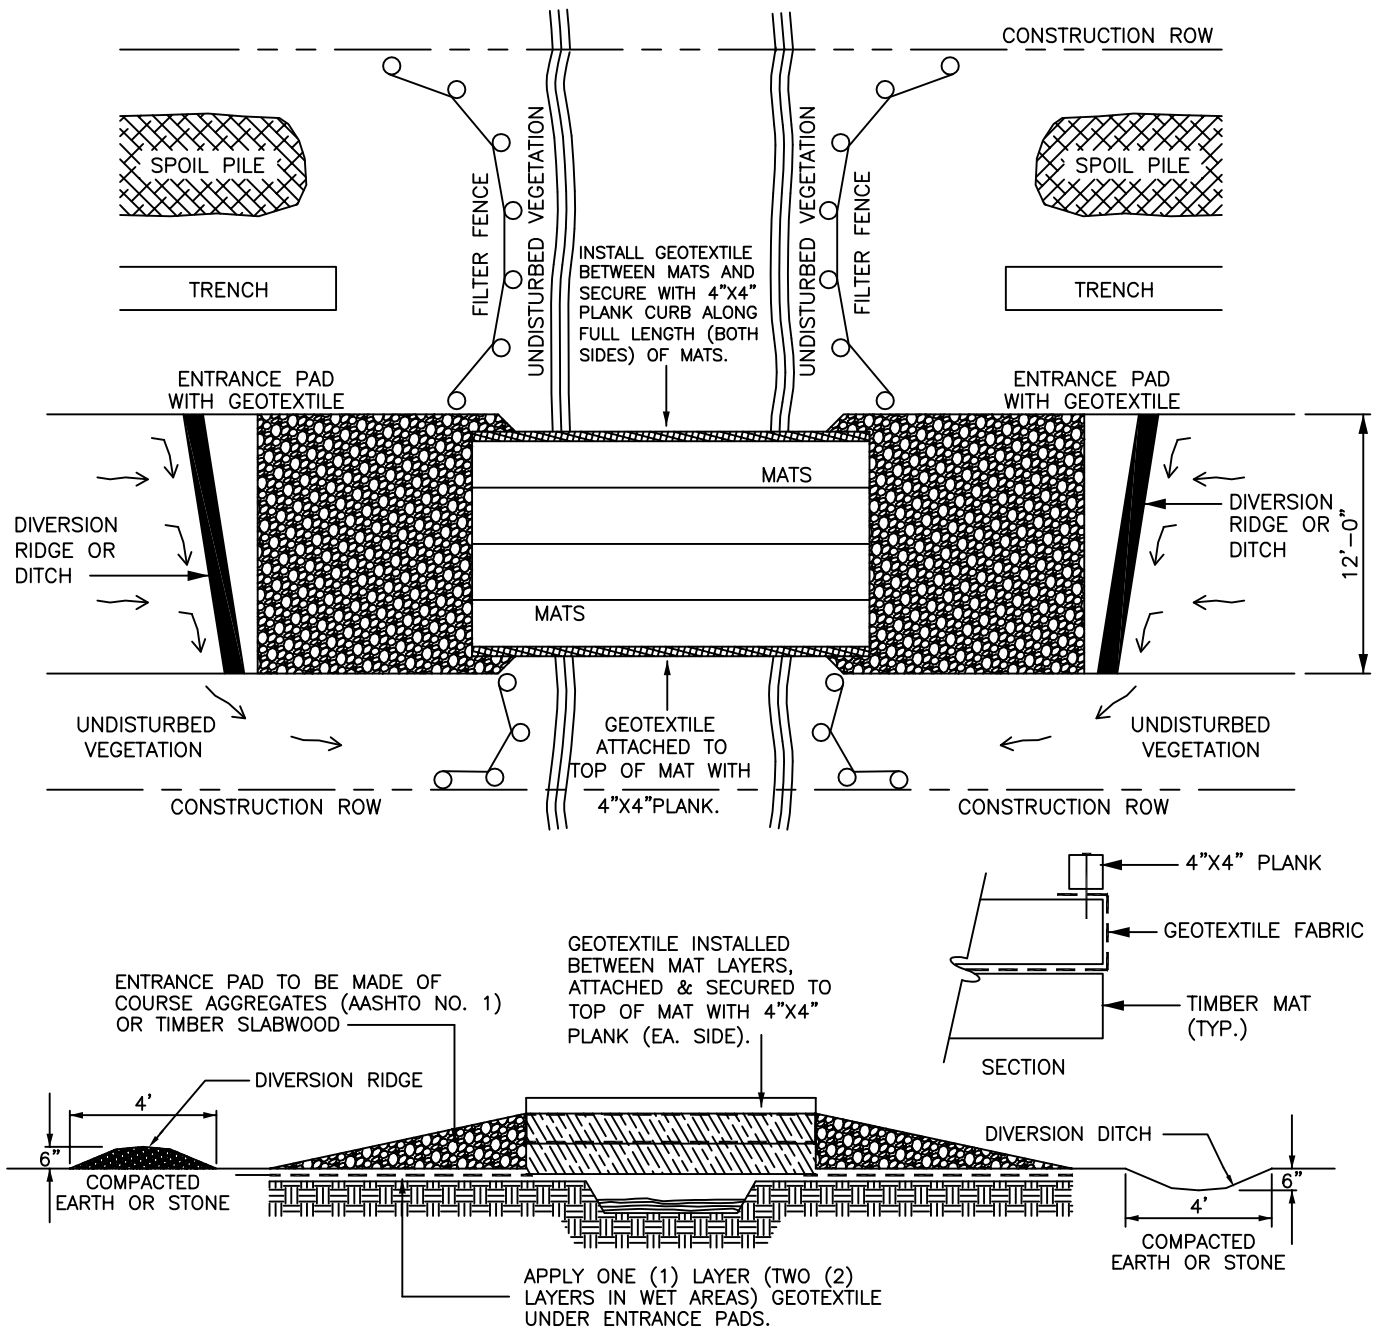 CONSTRUCTION ROW
SPOIL PILE
SPOIL PILE
FILTER FENCE
UNDISTURBED VEGETATION
UNDISTURBED VEGETATION
FILTER FENCE
INSTALL GEOTEXTILE
BETWEEN MATS AND
SECURE WITH 4"X4"
PLANK CURB ALONG
FULL LENGTH (BOTH
SIDES) OF MATS.
TRENCH
TRENCH
ENTRANCE PAD
WITH GEOTEXTILE
ENTRANCE PAD
WITH GEOTEXTILE
MATS
MATS
DIVERSION
RIDGE OR
DITCH
DIVERSION
RIDGE OR
DITCH
12'-0"
UNDISTURBED
VEGETATION
GEOTEXTILE
ATTACHED TO
TOP OF MAT WITH
4"X4"PLANK.
UNDISTURBED
VEGETATION
CONSTRUCTION ROW
CONSTRUCTION ROW
4"X4" PLANK
GEOTEXTILE FABRIC
TIMBER MAT
(TYP.)
SECTION
GEOTEXTILE INSTALLED
BETWEEN MAT LAYERS,
ATTACHED & SECURED TO
TOP OF MAT WITH 4"X4"
PLANK (EA. SIDE).
ENTRANCE PAD TO BE MADE OF
COURSE AGGREGATES (AASHTO NO. 1)
OR TIMBER SLABWOOD
DIVERSION RIDGE
4'
6"
COMPACTED
EARTH OR STONE
DIVERSION DITCH
6"
4'
COMPACTED
EARTH OR STONE
APPLY ONE (1) LAYER (TWO (2)
LAYERS IN WET AREAS) GEOTEXTILE
UNDER ENTRANCE PADS.